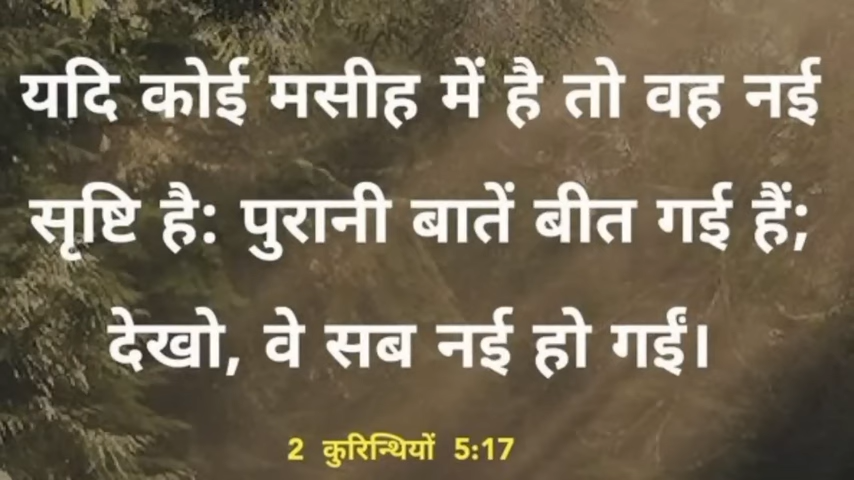 यदि कोई मसीह में है तो वह नई
सृष्टि है: पुरानी बातें बीत गई हैं;
देखो, वे सब नई हो गईं।
2 कुरिन्थियों 5:17